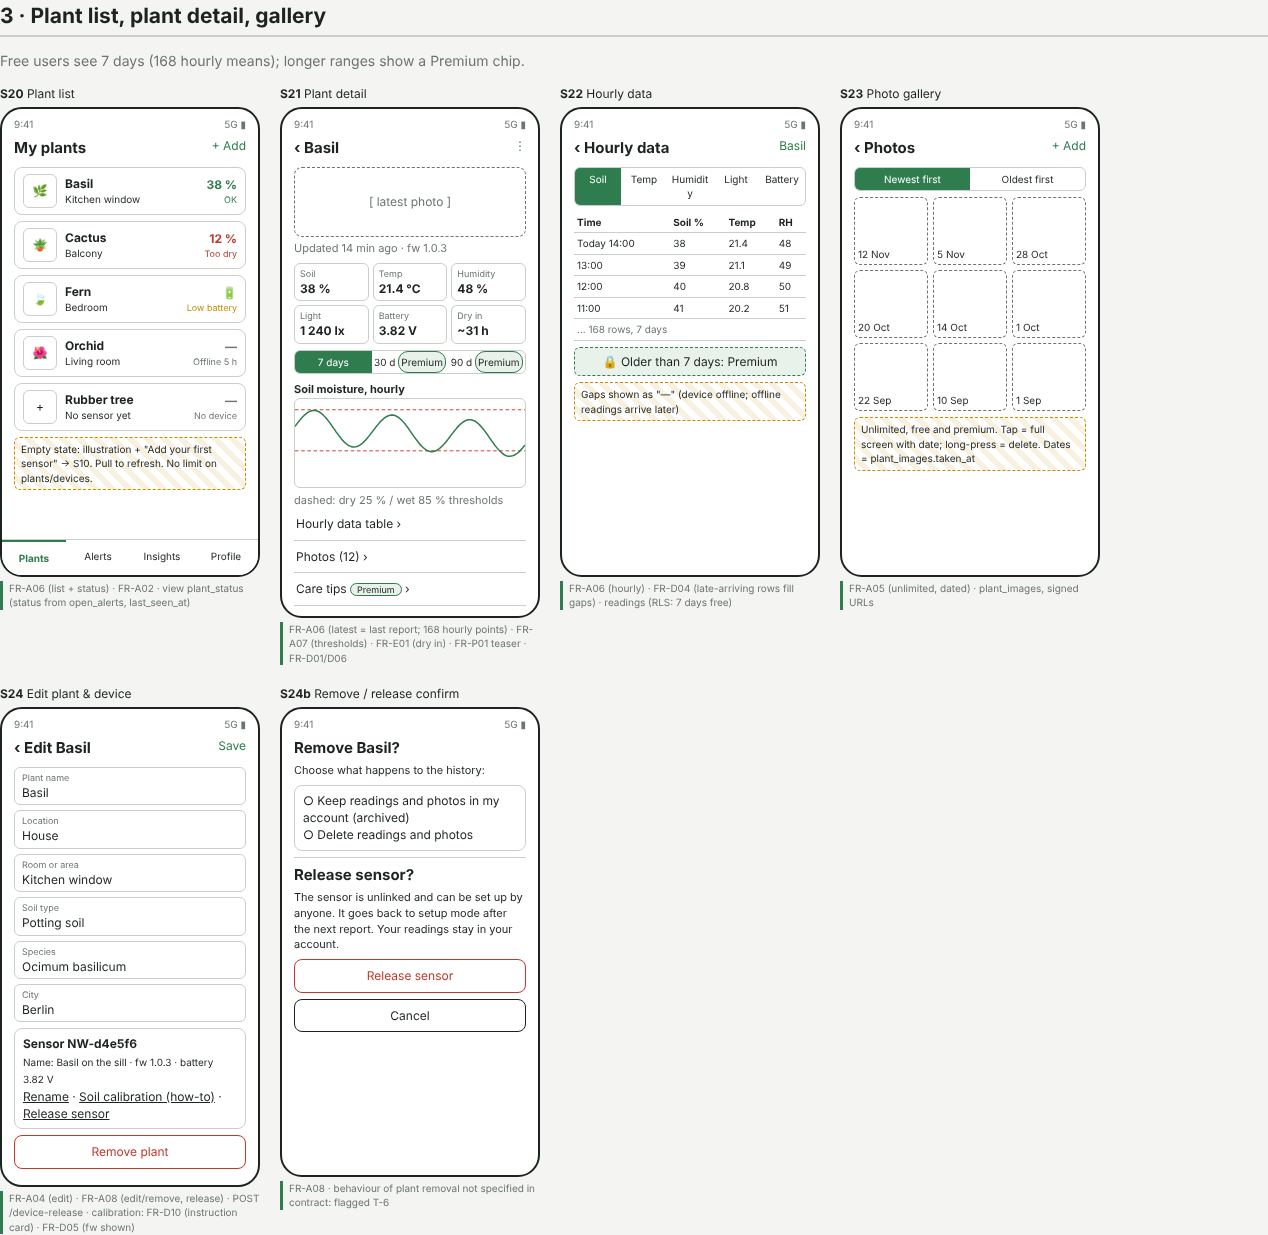 3 · Plant list, plant detail, gallery
Free users see 7 days (168 hourly means); longer ranges show a Premium chip.
S20 Plant list
9:41
5G
My plants
+ Add
Basil
38 %
Kitchen window
OK
Cactus
12 %
Balcony
Too dry
Fern
Bedroom
Low battery
Orchid
—
Living room
Offline 5 h
+
Rubber tree
—
No sensor yet
No device
Empty state: illustration + "Add your first
sensor" → S10. Pull to refresh. No limit on
plants/devices.
Plants
Alerts
Insights
Profile
FR-A06 (list + status) · FR-A02 · view plant_status
(status from open_alerts, last_seen_at)
S21 Plant detail
9:41
5G
‹ Basil
⋮
[ latest photo ]
Updated 14 min ago · fw 1.0.3
Soil
38 %
Temp
21.4 °C
Humidity
48 %
Light
1 240 lx
Battery
3.82 V
Dry in
~31 h
7 days
30 d Premium
90 d Premium
Soil moisture, hourly
dashed: dry 25 % / wet 85 % thresholds
Hourly data table ›
Photos (12) ›
Care tips Premium ›
FR-A06 (latest = last report; 168 hourly points) · FR-
A07 (thresholds) · FR-E01 (dry in) · FR-P01 teaser ·
FR-D01/D06
S22 Hourly data
9:41
5G
‹ Hourly data
Basil
Soil
Temp
Humidit
y
Light
Battery
Time Soil % Temp RH
Today 14:00 38 21.4 48
13:00 39 21.1 49
12:00 40 20.8 50
11:00 41 20.2 51
... 168 rows, 7 days
🔒 Older than 7 days: Premium
Gaps shown as "—" (device offline; offline
readings arrive later)
FR-A06 (hourly) · FR-D04 (late-arriving rows fill
gaps) · readings (RLS: 7 days free)
S23 Photo gallery
9:41
5G
‹ Photos
+ Add
Newest first
Oldest first
12 Nov
5 Nov
28 Oct
20 Oct
14 Oct
1 Oct
22 Sep
10 Sep
1 Sep
Unlimited, free and premium. Tap = full
screen with date; long-press = delete. Dates
= plant_images.taken_at
FR-A05 (unlimited, dated) · plant_images, signed
URLs
S24 Edit plant & device
9:41
5G
‹ Edit Basil
Save
Plant name
Basil
Location
House
Room or area
Kitchen window
Soil type
Potting soil
Species
Ocimum basilicum
City
Berlin
Sensor NW-d4e5f6
Name: Basil on the sill · fw 1.0.3 · battery
3.82 V
Rename · Soil calibration (how-to) ·
Release sensor
Remove plant
FR-A04 (edit) · FR-A08 (edit/remove, release) · POST
/device-release · calibration: FR-D10 (instruction
card) · FR-D05 (fw shown)
S24b Remove / release confirm
9:41
5G
Remove Basil?
Choose what happens to the history:
○ Keep readings and photos in my
account (archived)
○ Delete readings and photos
Release sensor?
The sensor is unlinked and can be set up by
anyone. It goes back to setup mode after
the next report. Your readings stay in your
account.
Release sensor
Cancel
FR-A08 · behaviour of plant removal not specified in
contract: flagged T-6